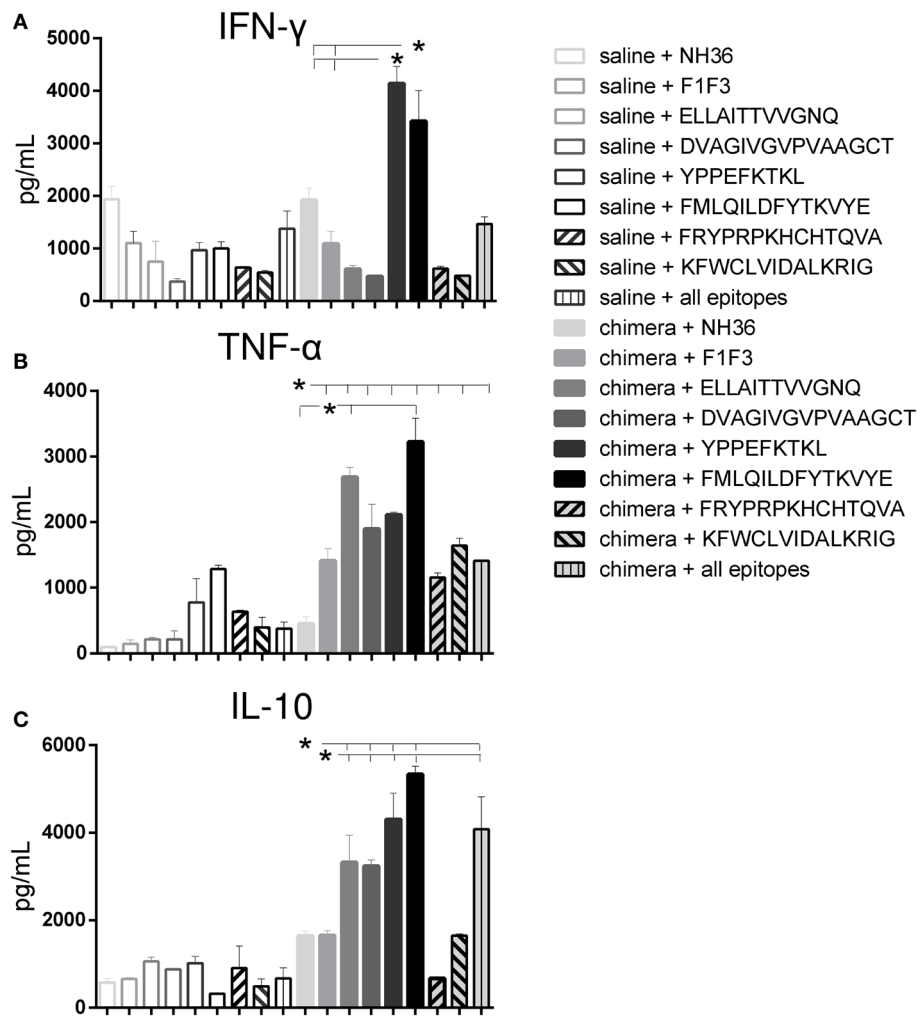 A
IFN-γ
pg/mL
5000
4000
3000
2000
1000
0
*
*
saline + NH36
saline + F1F3
saline + ELLAITTVVGNQ
saline + DVAGIVGVPVAAGCT
saline + YPPEFKTKL
saline + FMLQILDFYTKVYE
saline + FRYPRPKHCHTQVA
saline + KFWCLVIDALKRIG
saline + all epitopes
chimera + NH36
chimera + F1F3
chimera + ELLAITTVVGNQ
chimera + DVAGIVGVPVAAGCT
chimera + YPPEFKTKL
chimera + FMLQILDFYTKVYE
chimera + FRYPRPKHCHTQVA
chimera + KFWCLVIDALKRIG
chimera + all epitopes
B
TNF-α
pg/mL
4000
3000
2000
1000
0
*
*
C
IL-10
pg/mL
6000
4000
2000
0
*
*